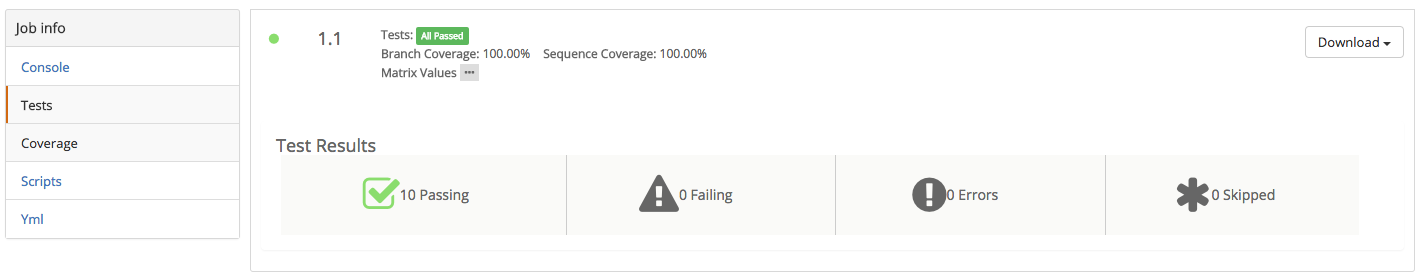 Job info
Console
Tests
Coverage
Scripts
Yml
1.1
Tests: All Passed
Branch Coverage: 100.00% Sequence Coverage: 100.00%
Matrix Values •••
Download
Test Results
10 Passing
0 Failing
0 Errors
0 Skipped